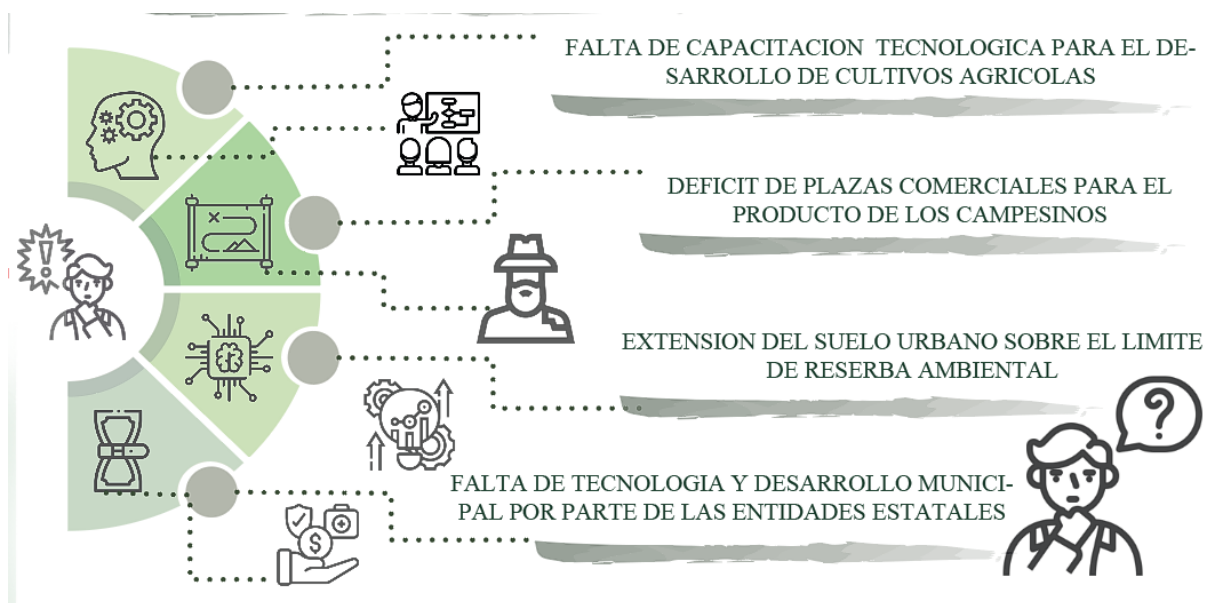 FALTA DE CAPACITACION TECNOLOGICA PARA EL DE-
SARROLLO DE CULTIVOS AGRICOLAS
DEFICIT DE PLAZAS COMERCIALES PARA EL
PRODUCTO DE LOS CAMPESINOS
EXTENSION DEL SUELO URBANO SOBRE EL LIMITE
DE RESERBA AMBIENTAL
FALTA DE TECNOLOGIA Y DESARROLLO MUNICI-
PAL POR PARTE DE LAS ENTIDADES ESTATALES